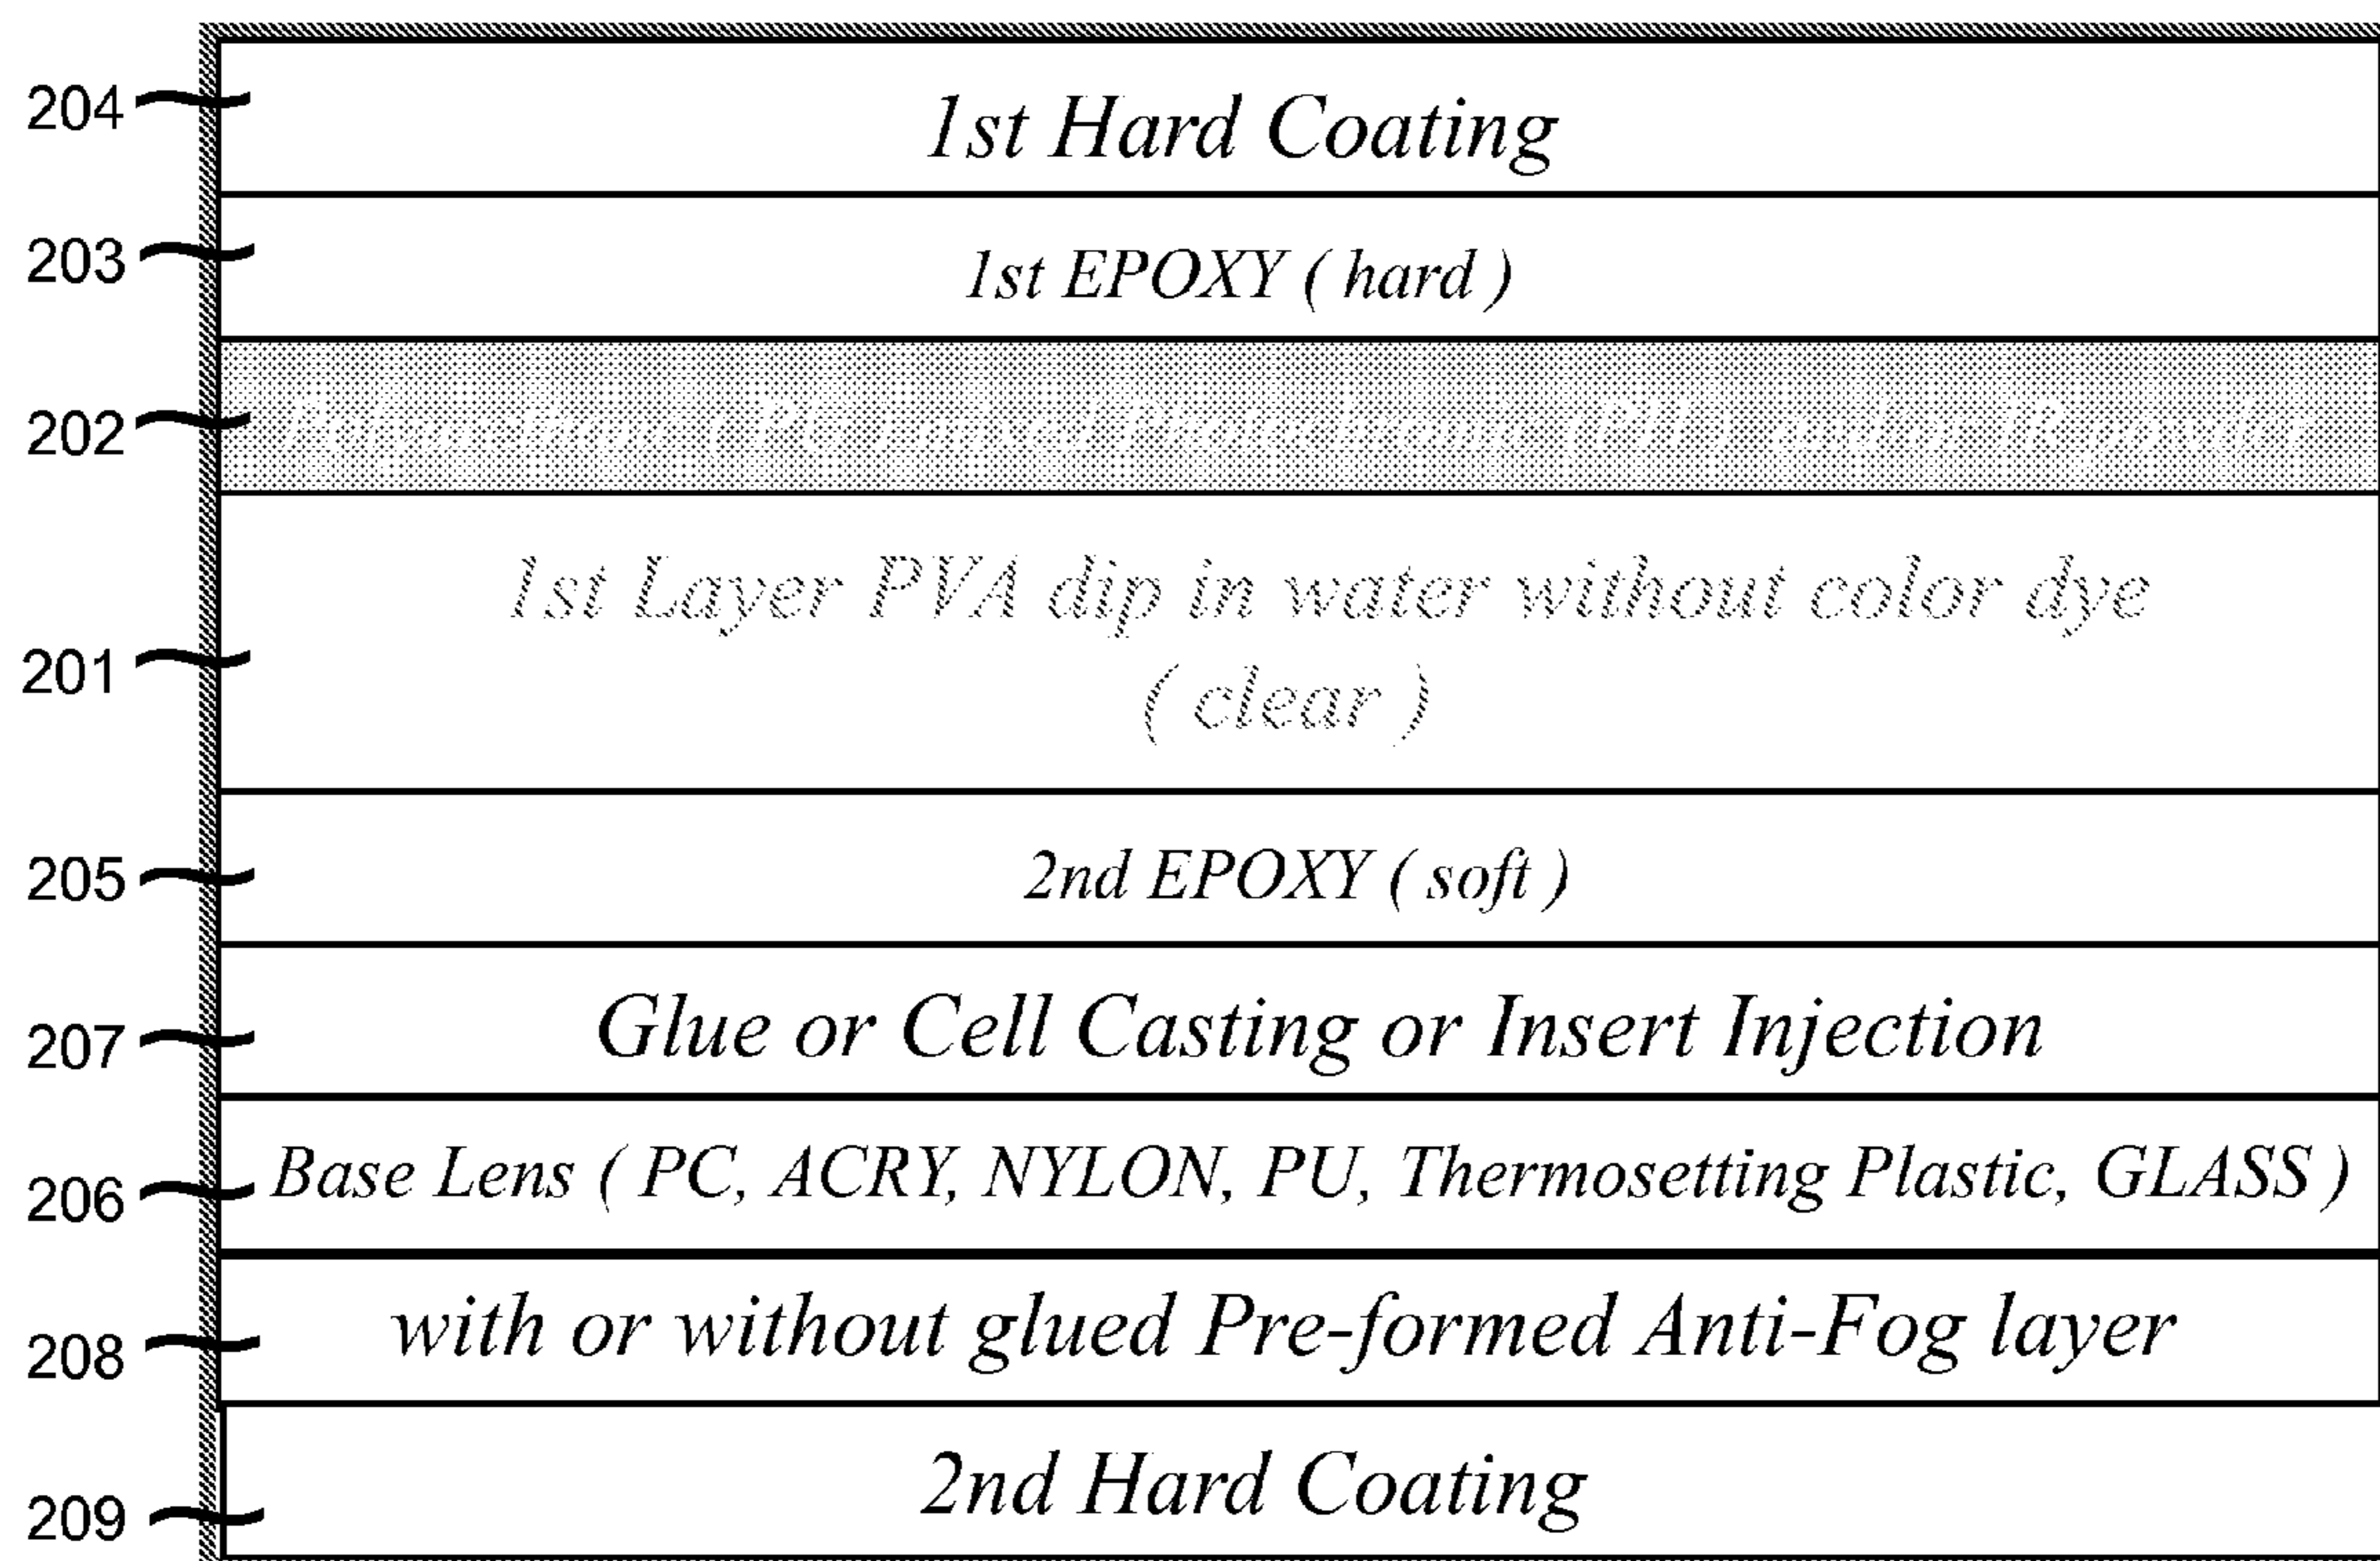 204 1st Hard Coating
203 1st EPOXY ( hard )
202 mixed Photochromic
1st Layer PVA dip in water without color dye
201
( clear )
205 2nd EPOXY ( soft )
207 Glue or Cell Casting or Insert Injection
206 Base Lens ( PC, ACRY, NYLON, PU, Thermosetting Plastic, GLASS )
208 with or without glued Pre-formed Anti-Fog layer
209 2nd Hard Coating